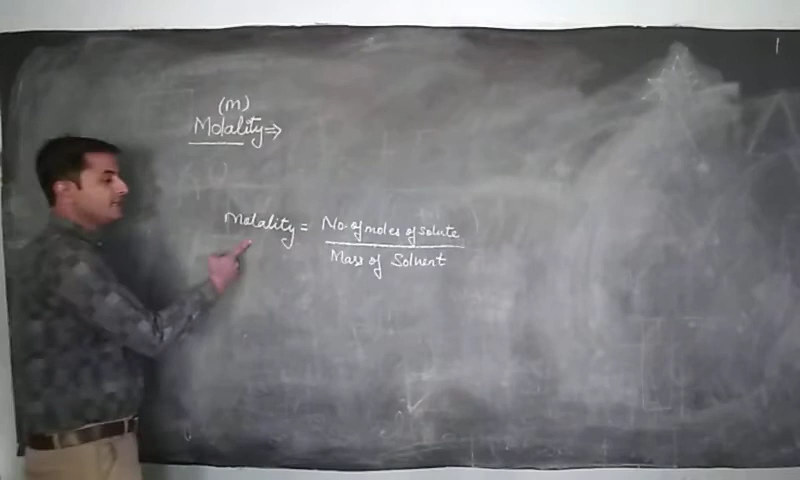 (m)
Molality⇒
Molality = No. of moles of solute
Mass of Solvent